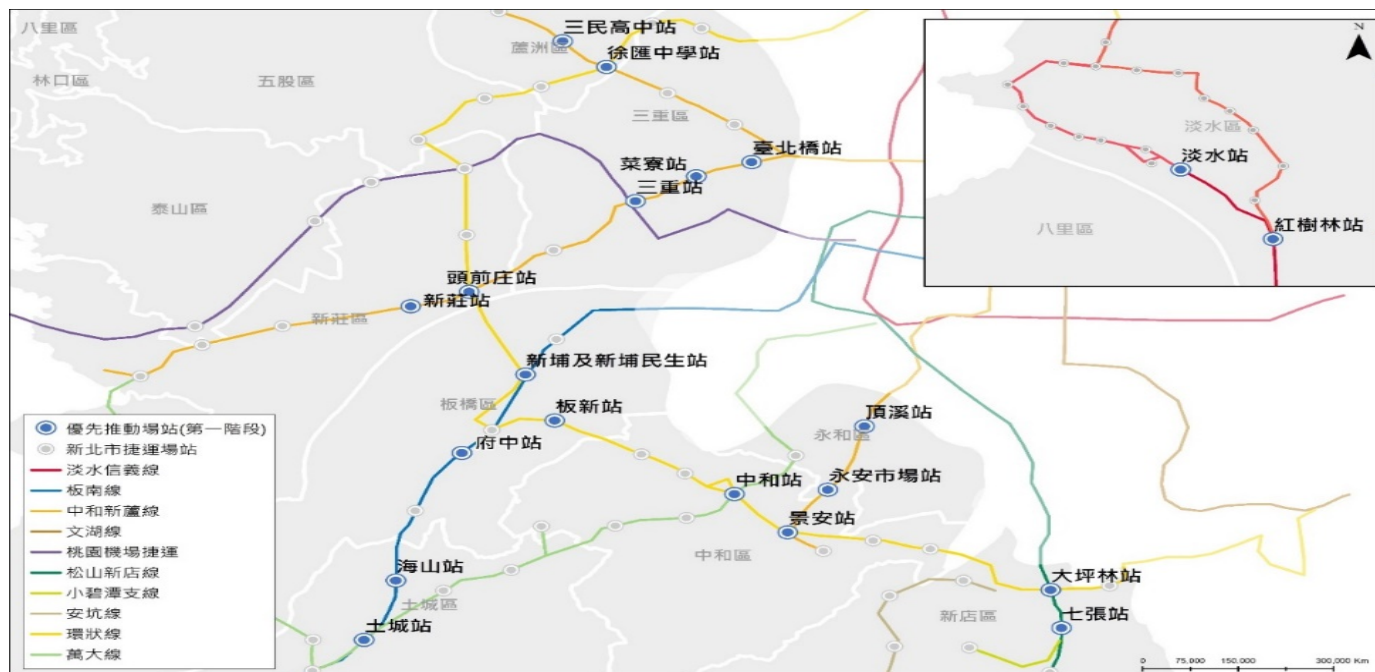 八里區
林口區
五股區
蘆洲區
三民高中站
徐匯中學站
三重區
臺北橋站
菜寮站
三重站
泰山區
頭前庄站
新莊站
新莊區
新埔及新埔民生站
板橋區
板新站
府中站
頂溪站
永和區
永安市場站
中和站
景安站
中和區
海山站
土城區
土城站
大坪林站
新店區
七張站
N
淡水區
淡水站
八里區
紅樹林站
優先推動場站(第一階段)
新北市捷運場站
淡水信義線
板南線
中和新蘆線
文湖線
桃園機場捷運
松山新店線
小碧潭支線
安坑線
環狀線
萬大線
0 75,000 150,000 300,000 Km